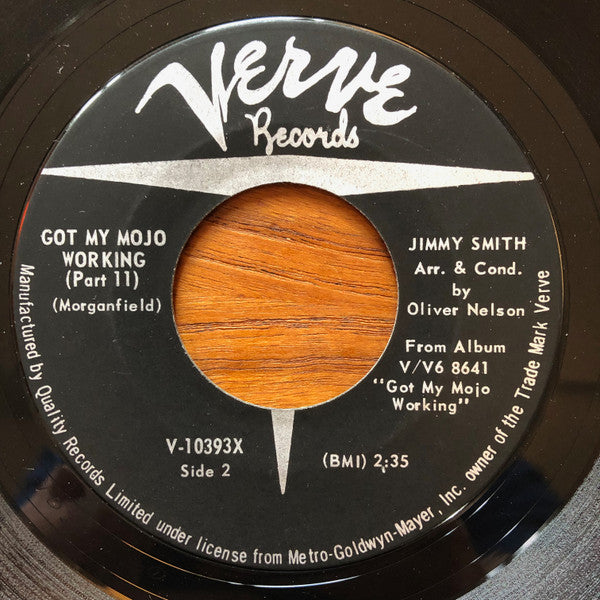 Verve
Records
GOT MY MOJO
WORKING
(Part 11)
(Morganfield)
JIMMY SMITH
Arr. & Cond.
by
Oliver Nelson
From Album
V/V6 8641
"Got My Mojo
Working"
V-10393X
Side 2
(BMI) 2:35
Manufactured by Quality Records Limited under license from Metro-Goldwyn-Mayer, Inc. owner of the Trade Mark Verve